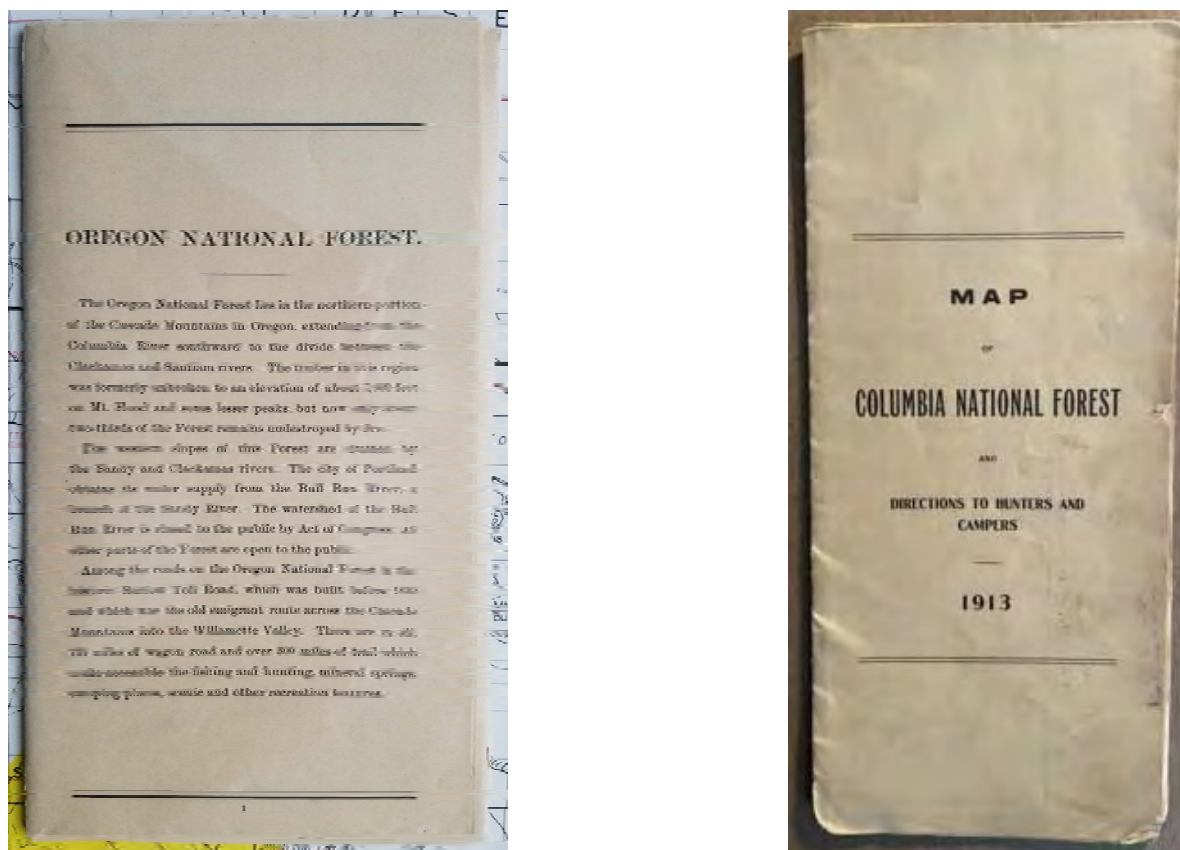 OREGON NATIONAL FOREST.
The Oregon National Forest lies in the northern portion
of the Cascade Mountains in Oregon, extending from the
Columbia River southward to the divide between the
Clackamas and Santiam rivers. The timber in this region
was formerly unbroken to an elevation of about feet
on Mt. Hood and some lesser peaks, but now only about
two-thirds of the Forest remains undestroyed by fire.
The western slopes of this Forest are drained by
the Sandy and Clackamas rivers. The city of Portland
obtains its water supply from the Bull Run River, a
branch of the Sandy River. The watershed of the Bull
Run River is closed to the public by Act of Congress. All
other parts of the Forest are open to the public.
Among the roads on the Oregon National Forest is the
historic Barlow Toll Road, which was built before
and which was the old emigrant route across the Cascade
Mountains into the Willamette Valley. There are in all,
miles of wagon road and over 300 miles of trail which
make accessible the fishing and hunting, mineral springs,
camping places, scenic and other recreation features.
1
MAP
OF
COLUMBIA NATIONAL FOREST
AND
DIRECTIONS TO HUNTERS AND
CAMPERS
1913